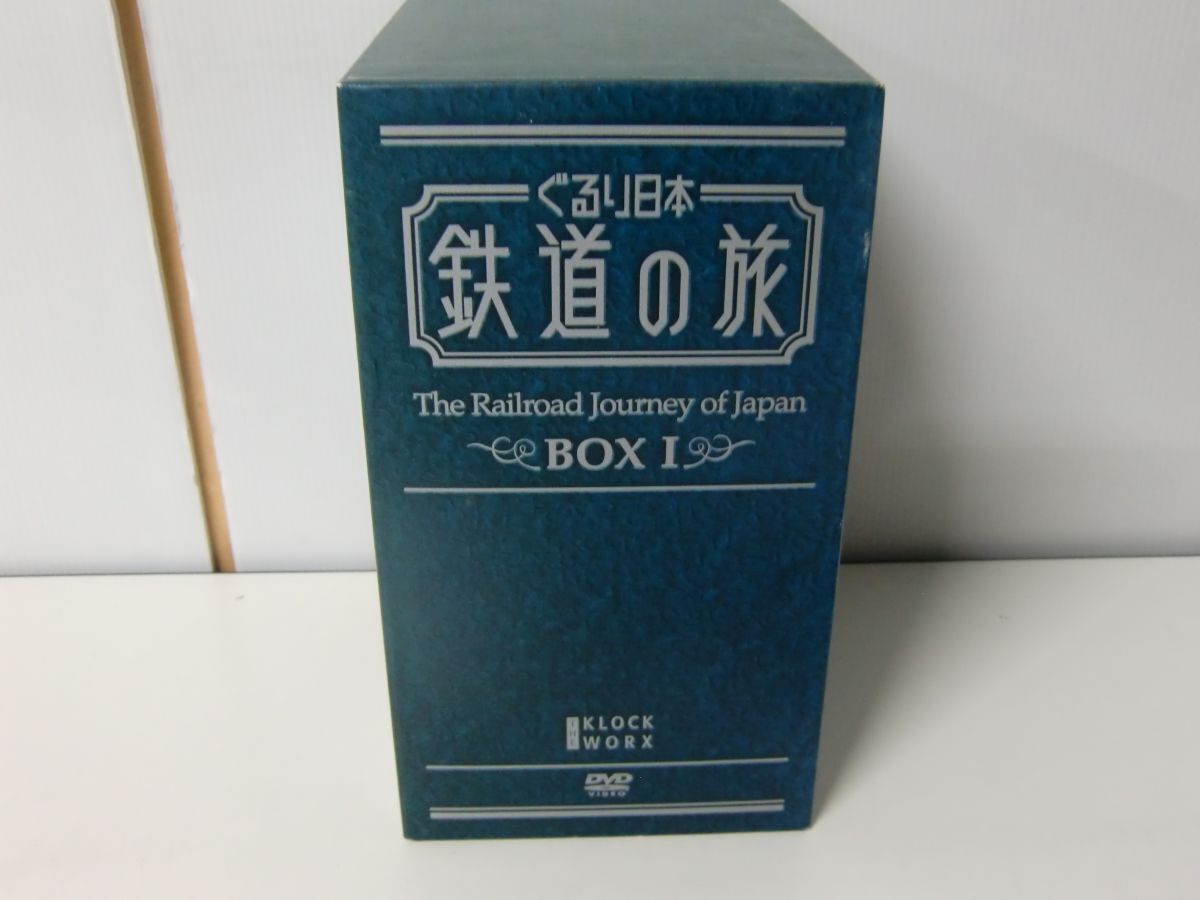 ぐるり日本
鉄道の旅
The Railroad Journey of Japan
BOX I
THE
KLOCK
WORX
DVD
VIDEO